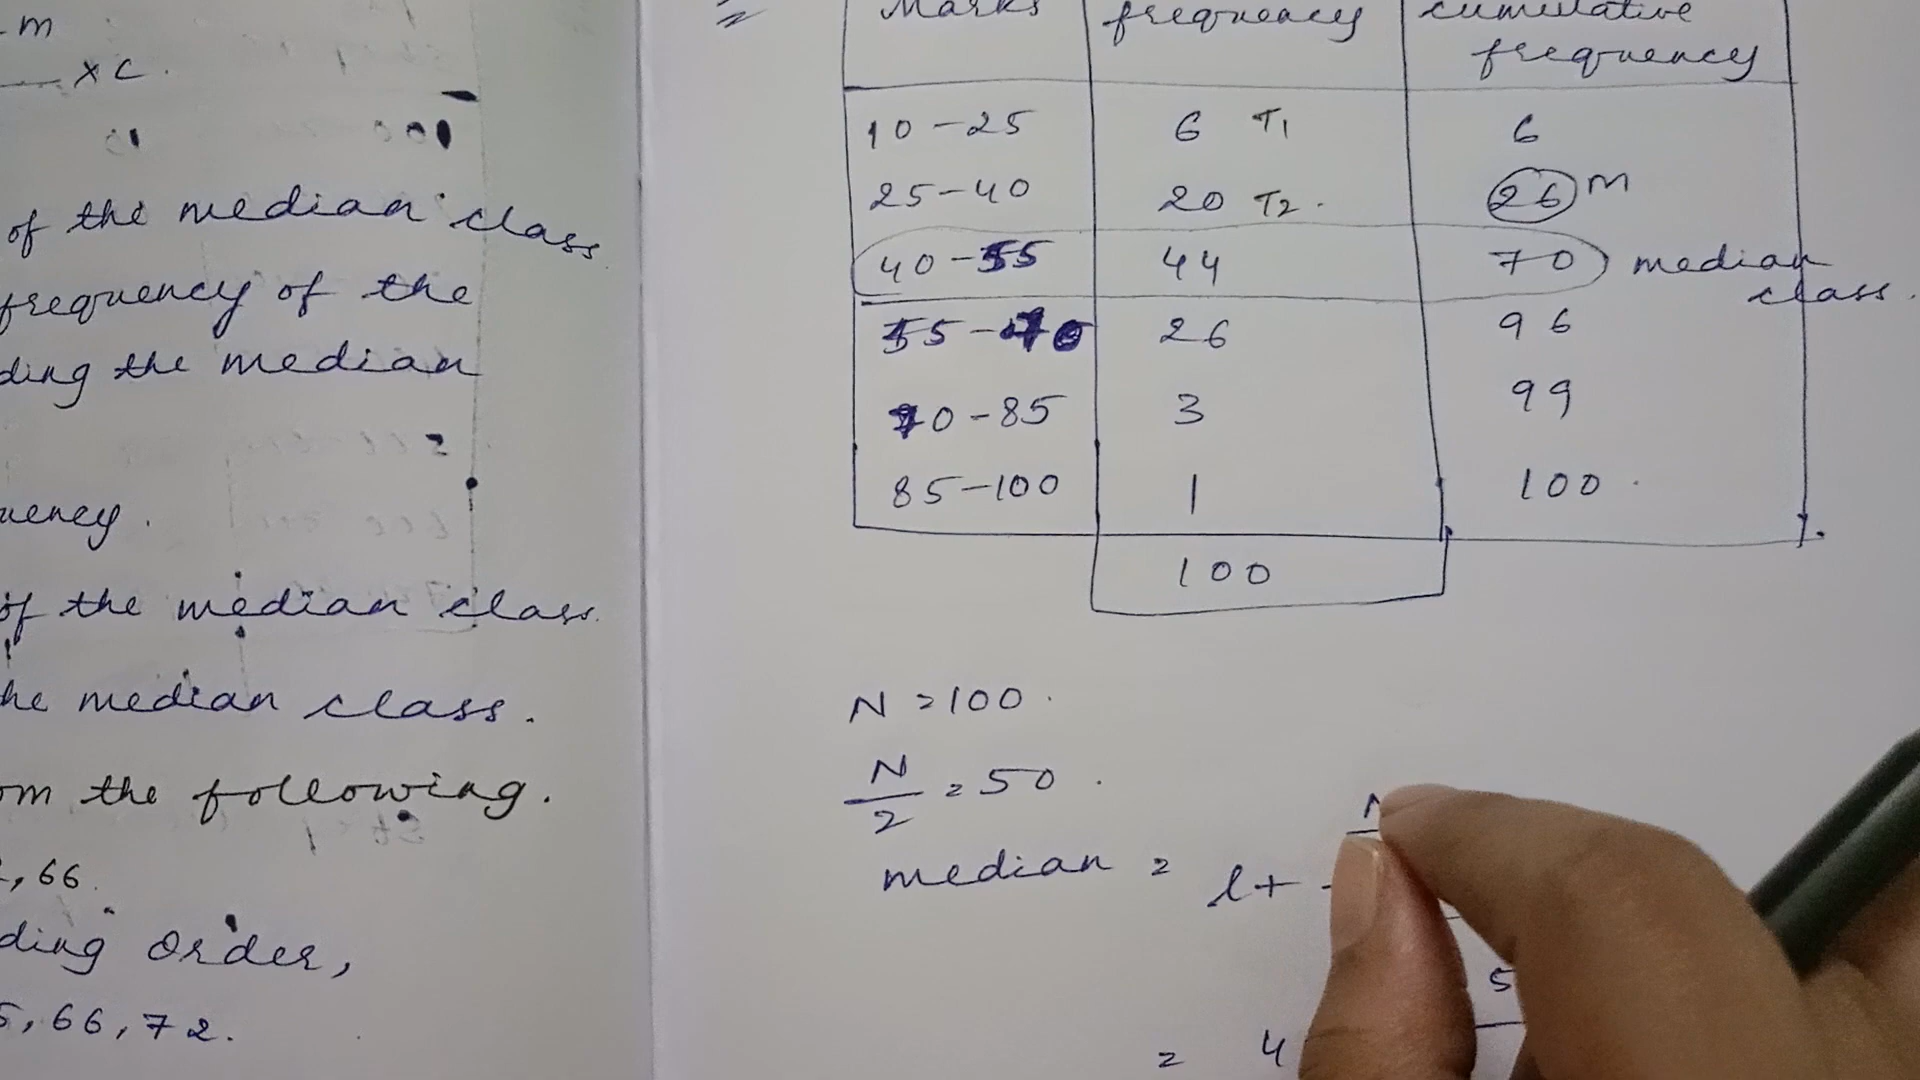 m
× c.
of the median class
frequency of the
ding the median
uency.
of the median class.
he median class.
om the following.
, 66.
ding order,
5, 66, 72.
Marks frequency cumulative frequency
10-25 6 T1 6
25-40 20 T2. 26 m
40-55 44 70 median class.
55-70 26 96
70-85 3 99
85-100 1 100.
100
N = 100.
N/2 = 50.
median = l +
5
= 4